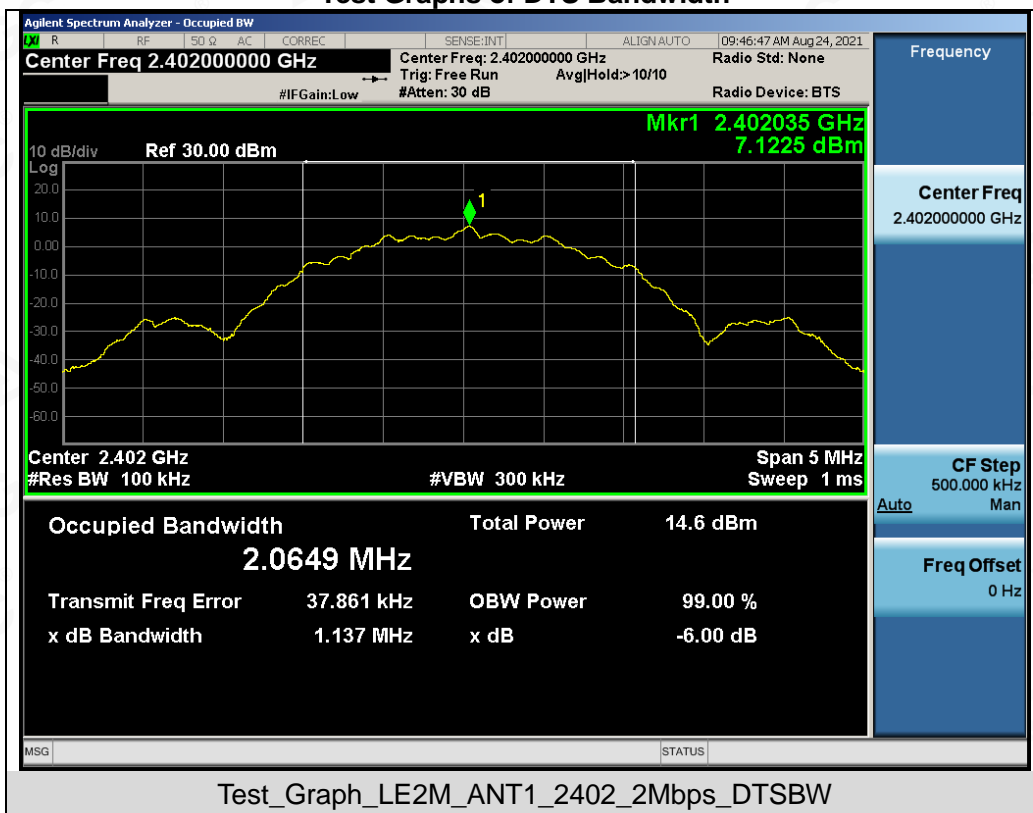 Test Graphs of DTS Bandwidth
Agilent Spectrum Analyzer - Occupied BW
LXI R RF 50 Ω AC CORREC SENSE:INT ALIGN AUTO 09:46:47 AM Aug 24, 2021
Center Freq 2.402000000 GHz
Center Freq: 2.402000000 GHz
Radio Std: None
Trig: Free Run Avg|Hold:> 10/10
#IFGain:Low
#Atten: 30 dB
Radio Device: BTS
Frequency
Mkr1 2.402035 GHz
7.1225 dBm
10 dB/div Ref 30.00 dBm
Log
20.0
10.0
0.00
-10.0
-20.0
-30.0
-40.0
-50.0
-60.0
1
Center 2.402 GHz Span 5 MHz
#Res BW 100 kHz #VBW 300 kHz Sweep 1 ms
Center Freq
2.402000000 GHz
CF Step
500.000 kHz
Auto Man
Freq Offset
0 Hz
Occupied Bandwidth Total Power 14.6 dBm
2.0649 MHz
Transmit Freq Error 37.861 kHz OBW Power 99.00 %
x dB Bandwidth 1.137 MHz x dB -6.00 dB
MSG STATUS
Test_Graph_LE2M_ANT1_2402_2Mbps_DTSBW